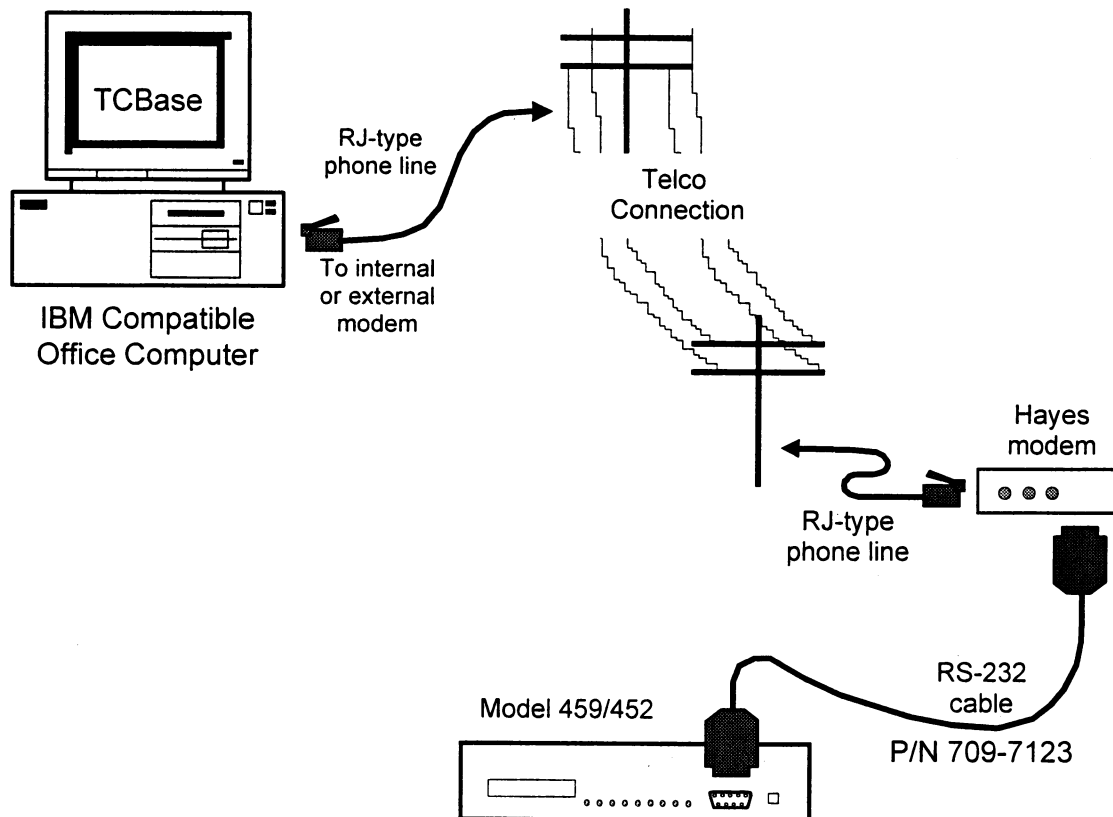 TCBase
RJ-type
phone line
Telco
Connection
To internal
or external
modem
IBM Compatible
Office Computer
Hayes
modem
RJ-type
phone line
RS-232
cable
Model 459/452
P/N 709-7123